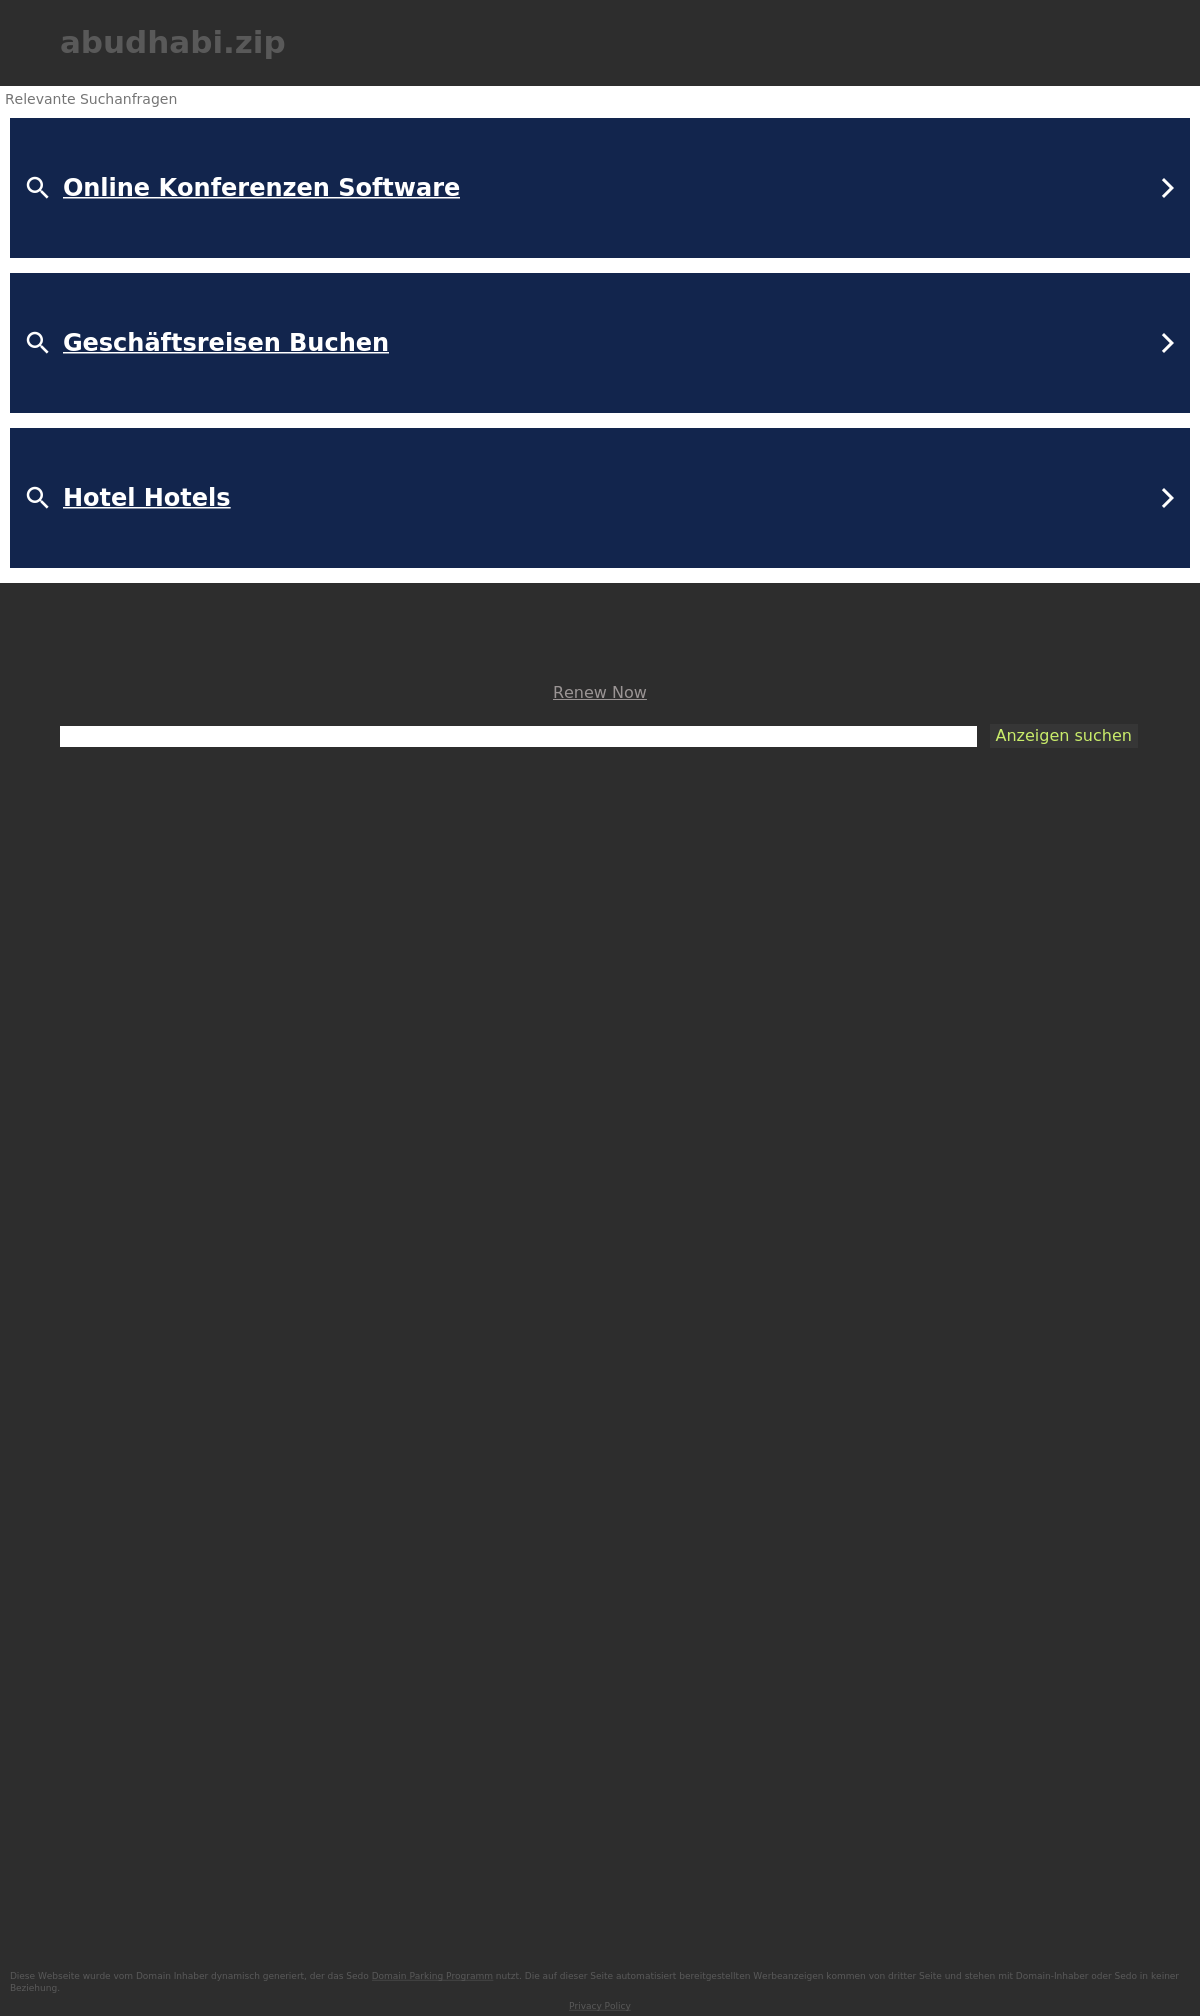 abudhabi.zip
Relevante Suchanfragen
Online Konferenzen Software
Geschäftsreisen Buchen
Hotel Hotels
Renew Now
Anzeigen suchen
Diese Webseite wurde vom Domain Inhaber dynamisch generiert, der das Sedo Domain Parking Programm nutzt. Die auf dieser Seite automatisiert bereitgestellten Werbeanzeigen kommen von dritter Seite und stehen mit Domain-Inhaber oder Sedo in keiner
Beziehung.
Privacy Policy